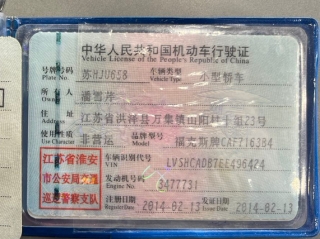 中华人民共和国机动车行驶证
Vehicle License of the People's Republic of China
号牌号码 苏HJU658 车辆类型 小型轿车
Plate No. Vehicle Type
所有人 潘雪芹
Owner
住址 江苏省洪泽县万集镇山阳村十组23号
Address
使用性质 非营运 品牌型号 福克斯牌CAF7163B4
Use Character Model
江苏省淮安
市公安局交通
巡逻警察支队
车辆识别代号 LVSHCADB7EE496424
VIN
发动机号码 3477731
Engine No.
注册日期 2014-02-13 发证日期 2014-02-13
Register Date Issue Date